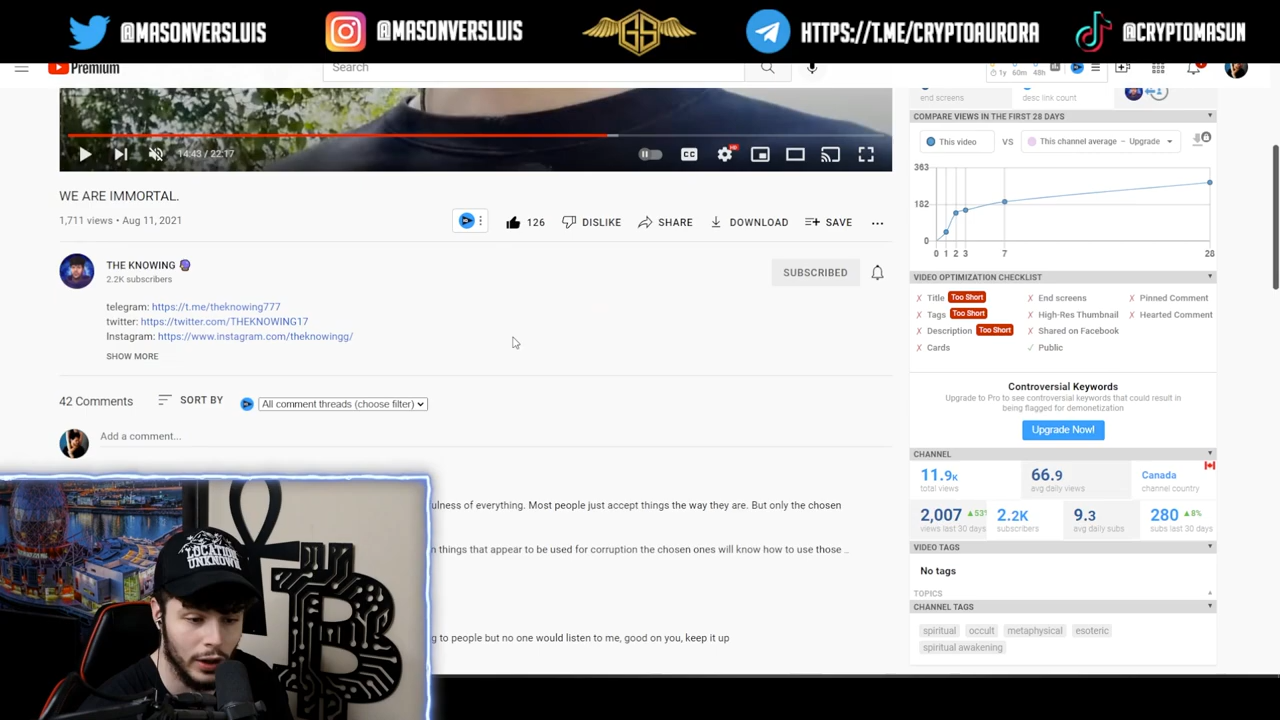 @MASONVERSLUIS
@MASONVERSLUIS
GS
HTTPS://T.ME/CRYPTOAURORA
@CRYPTOMASUN
Premium
Search
1y 60m 48h
end screens
desc link count
COMPARE VIEWS IN THE FIRST 28 DAYS
This video VS This channel average – Upgrade
363
182
0
0 1 2 3 7 28
14:43 / 22:17
CC
HD
WE ARE IMMORTAL.
1,711 views • Aug 11, 2021
126 DISLIKE SHARE DOWNLOAD SAVE
THE KNOWING
2.2K subscribers
SUBSCRIBED
telegram: https://t.me/theknowing777
twitter: https://twitter.com/THEKNOWING17
Instagram: https://www.instagram.com/theknowingg/
SHOW MORE
42 Comments SORT BY All comment threads (choose filter)
Add a comment...
ulness of everything. Most people just accept things the way they are. But only the chosen
n things that appear to be used for corruption the chosen ones will know how to use those ..
g to people but no one would listen to me, good on you, keep it up
VIDEO OPTIMIZATION CHECKLIST
Title Too Short End screens Pinned Comment
Tags Too Short High-Res Thumbnail Hearted Comment
Description Too Short Shared on Facebook
Cards Public
Controversial Keywords
Upgrade to Pro to see controversial keywords that could result in
being flagged for demonetization
Upgrade Now!
CHANNEL
11.9K 66.9 Canada
total views avg daily views channel country
2,007 53% 2.2K 9.3 280 8%
views last 30 days subscribers avg daily subs subs last 30 days
VIDEO TAGS
No tags
TOPICS
CHANNEL TAGS
spiritual occult metaphysical esoteric
spiritual awakening
LOCATION
UNKNOWN